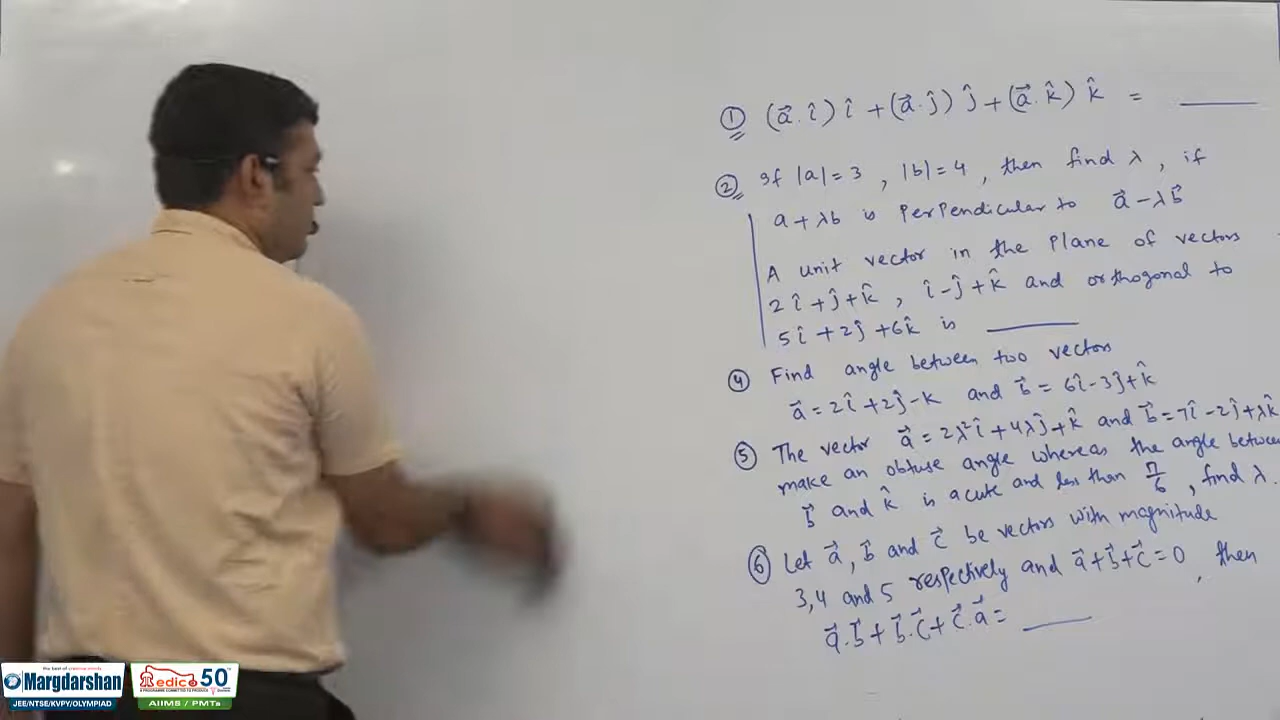 ① (a⃗.î) î + (a⃗.ĵ) ĵ + (a⃗.k̂) k̂ = ____
② If |a|=3 , |b|=4 , then find λ , if
a + λb is perpendicular to a⃗ - λb⃗
A unit vector in the plane of vectors
2î + ĵ + k̂ , î - ĵ + k̂ and orthogonal to
5î + 2ĵ + 6k̂ is ____
④ Find angle between two vectors
a⃗ = 2î + 2ĵ - k and b⃗ = 6î - 3ĵ + k̂
⑤ The vector a⃗ = 2λ²î + 4λĵ + k̂ and b⃗ = 7î - 2ĵ + λk̂
make an obtuse angle whereas the angle between
b⃗ and k̂ is acute and less than π/6 , find λ.
⑥ Let a⃗, b⃗ and c⃗ be vectors with magnitude
3,4 and 5 respectively and a⃗ + b⃗ + c⃗ = 0 , then
a⃗.b⃗ + b⃗.c⃗ + c⃗.a⃗ = ____
Margdarshan
JEE/NTSE/KVPY/OLYMPIAD
Medico 50
AIIMS / PMTs